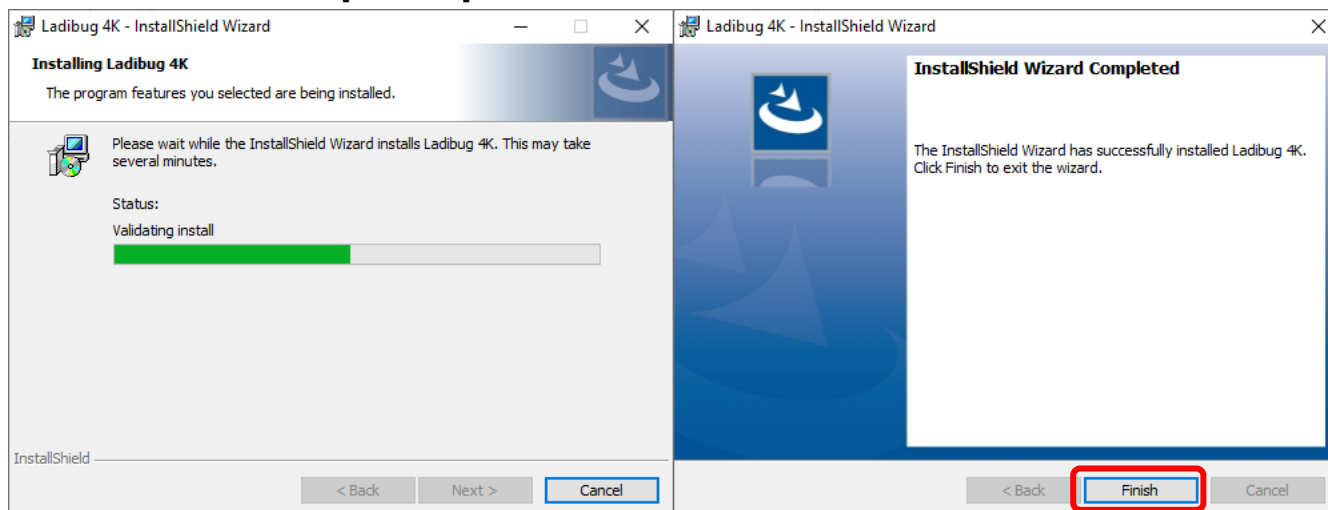 Ladibug 4K - InstallShield Wizard
Installing Ladibug 4K
The program features you selected are being installed.
Please wait while the InstallShield Wizard installs Ladibug 4K. This may take
several minutes.
Status:
Validating install
InstallShield
< Back
Next >
Cancel
Ladibug 4K - InstallShield Wizard
InstallShield Wizard Completed
The InstallShield Wizard has successfully installed Ladibug 4K.
Click Finish to exit the wizard.
< Back
Finish
Cancel